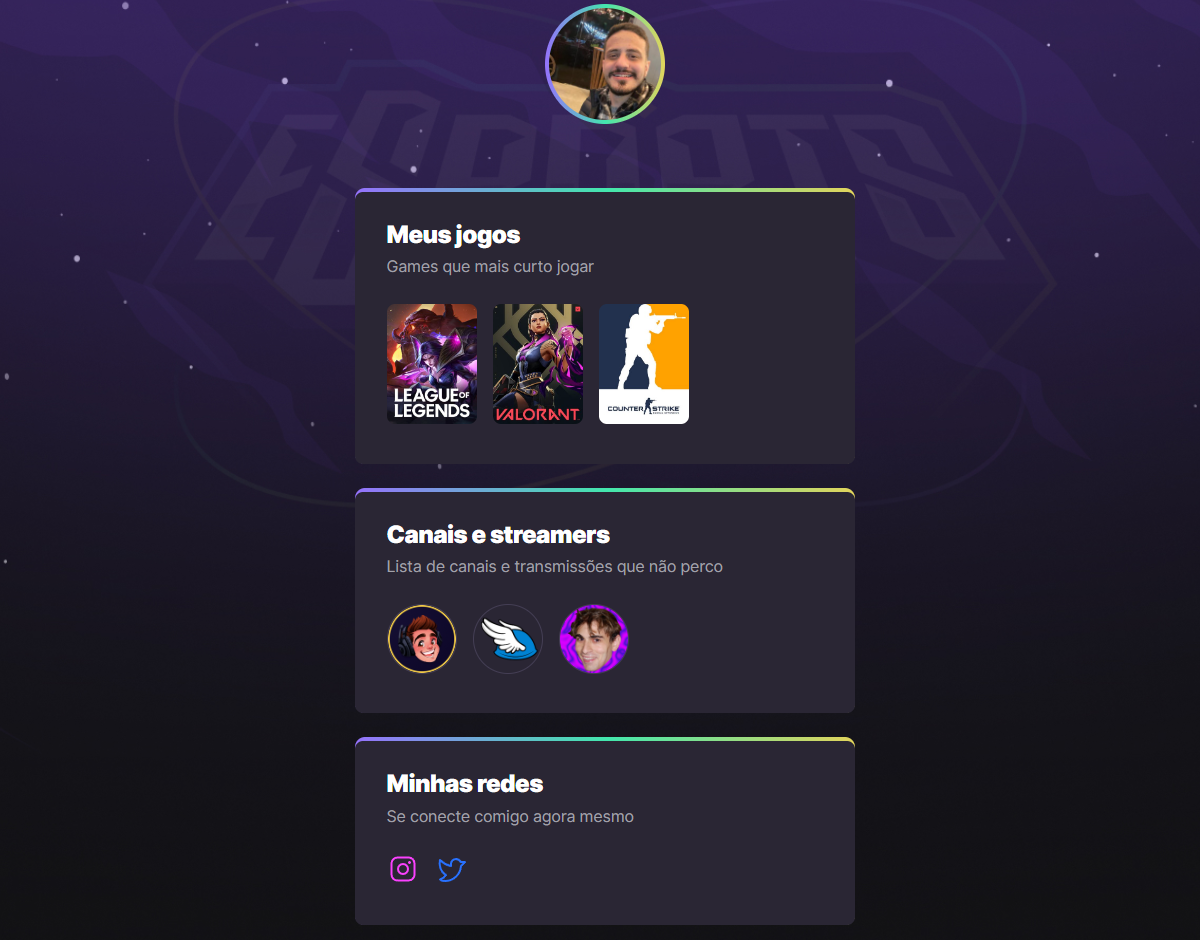 ESPORTS
Meus jogos
Games que mais curto jogar
LEAGUE OF
LEGENDS
VALORANT
COUNTER STRIKE
Canais e streamers
Lista de canais e transmissões que não perco
Minhas redes
Se conecte comigo agora mesmo